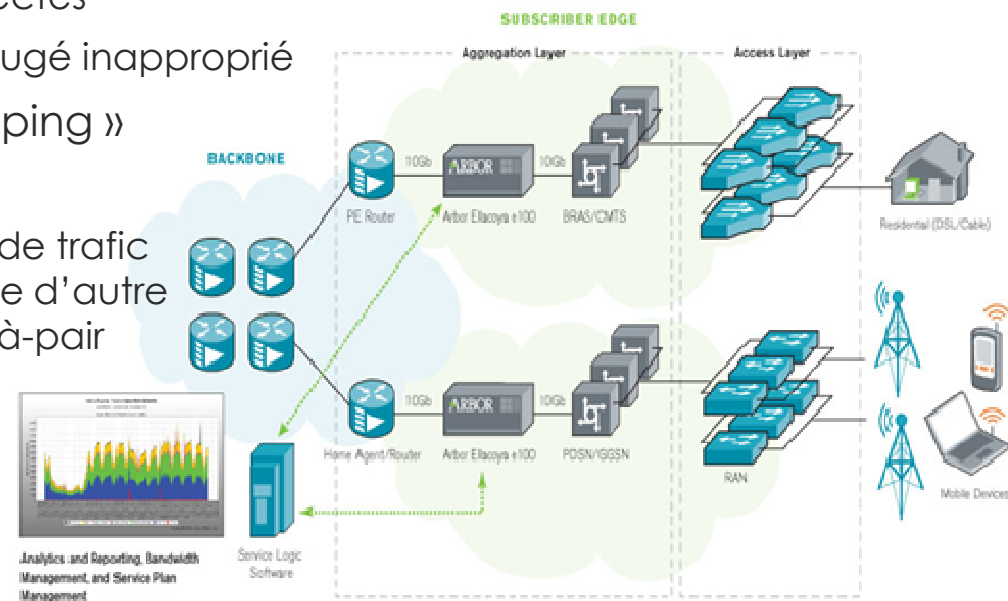 ugé inapproprié
ping »
de trafic
e d'autre
à-pair
SUBSCRIBER EDGE
Aggregation Layer
Access Layer
BACKBONE
10Gb
ARBOR
10Gb
PE Router
Arbor Ellacoya e100
BRAS/CMTS
Residential (DSL/Cable)
10Gb
ARBOR
10Gb
Home Agent/Router
Arbor Ellacoya e100
PDSN/GGSN
RAN
Mobile Devices
Service Logic
Software
Analytics and Reporting, Bandwidth
Management, and Service Plan
Management